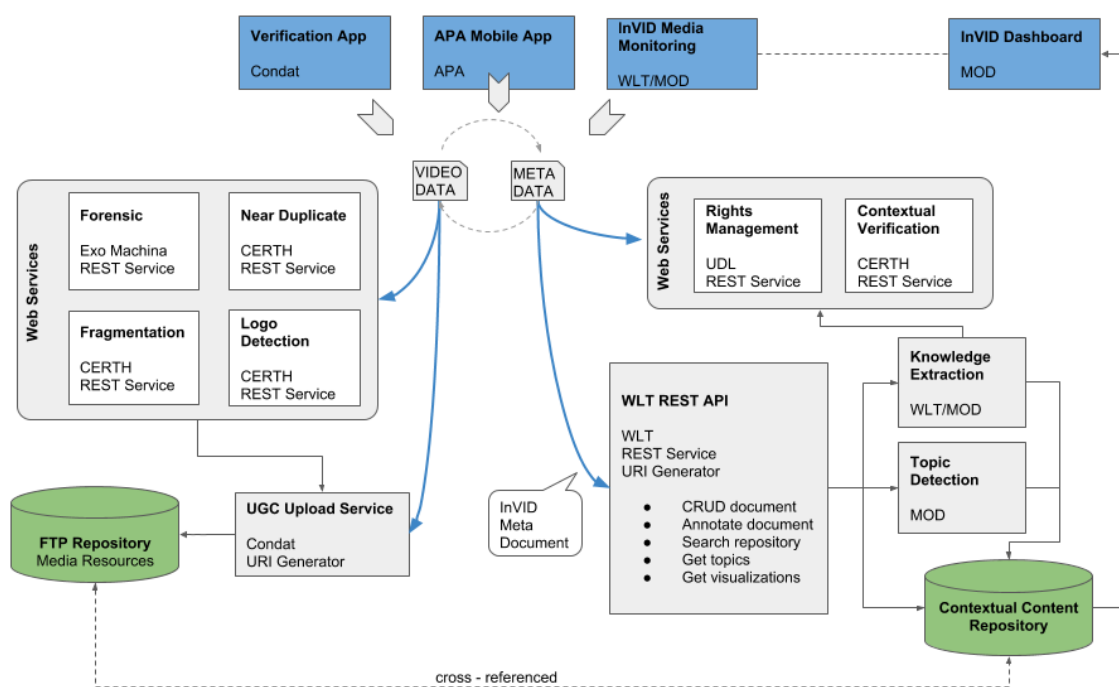 Verification App
Condat
APA Mobile App
APA
InVID Media
Monitoring
WLT/MOD
InVID Dashboard
MOD
VIDEO
DATA
META
DATA
Web Services
Forensic
Exo Machina
REST Service
Near Duplicate
CERTH
REST Service
Fragmentation
CERTH
REST Service
Logo
Detection
CERTH
REST Service
Web Services
Rights
Management
UDL
REST Service
Contextual
Verification
CERTH
REST Service
Knowledge
Extraction
WLT/MOD
Topic
Detection
MOD
WLT REST API
WLT
REST Service
URI Generator
● CRUD document
● Annotate document
● Search repository
● Get topics
● Get visualizations
InVID
Meta
Document
UGC Upload Service
Condat
URI Generator
FTP Repository
Media Resources
Contextual Content
Repository
cross - referenced